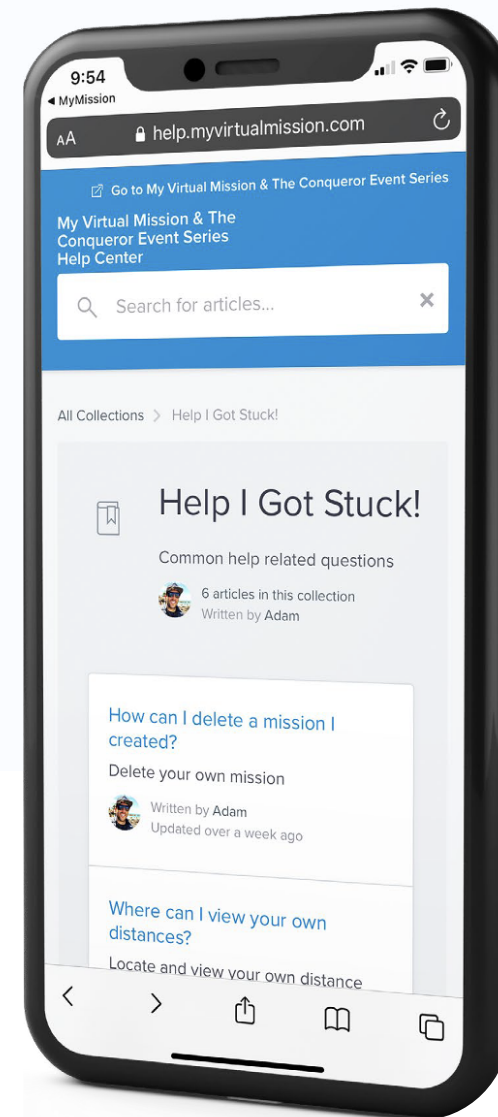 9:54
◀ MyMission
AA help.myvirtualmission.com
Go to My Virtual Mission & The Conqueror Event Series
My Virtual Mission & The
Conqueror Event Series
Help Center
Search for articles...
All Collections > Help I Got Stuck!
Help I Got Stuck!
Common help related questions
6 articles in this collection
Written by Adam
How can I delete a mission I
created?
Delete your own mission
Written by Adam
Updated over a week ago
Where can I view your own
distances?
Locate and view your own distance